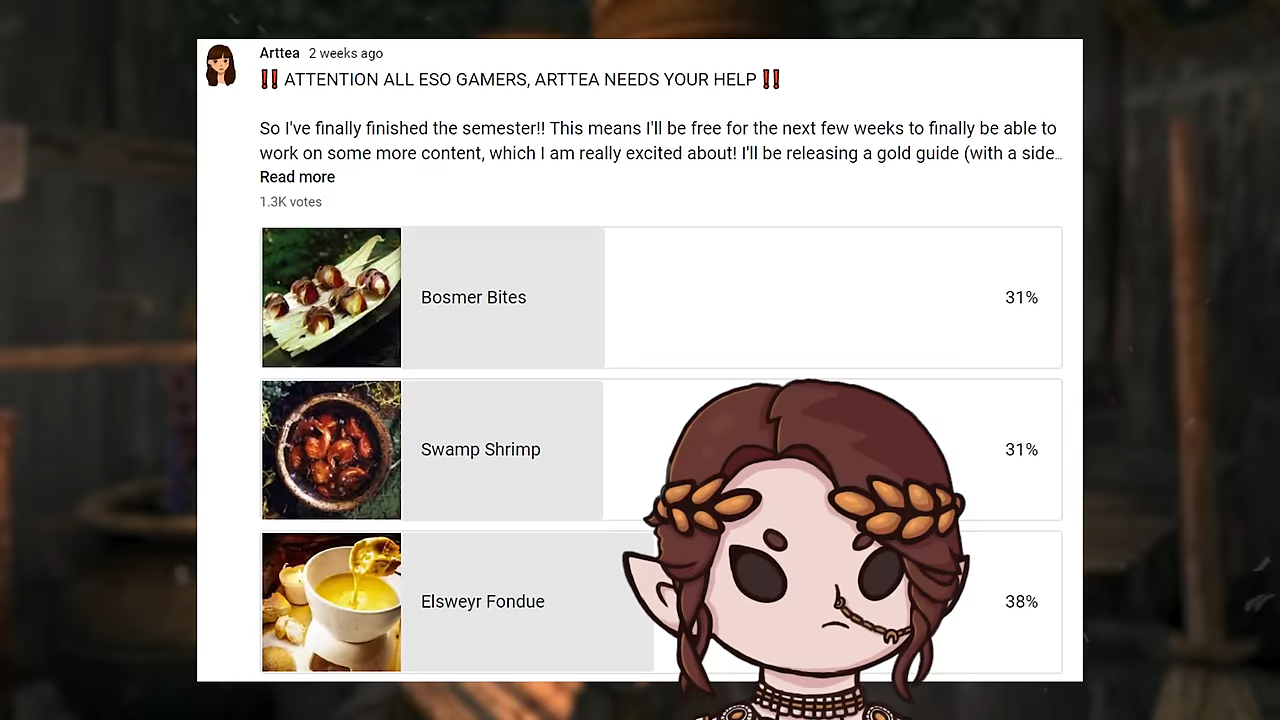 Arttea 2 weeks ago
‼️ ATTENTION ALL ESO GAMERS, ARTTEA NEEDS YOUR HELP ‼️
So I've finally finished the semester!! This means I'll be free for the next few weeks to finally be able to
work on some more content, which I am really excited about! I'll be releasing a gold guide (with a side...
Read more
1.3K votes
Bosmer Bites 31%
Swamp Shrimp 31%
Elsweyr Fondue 38%